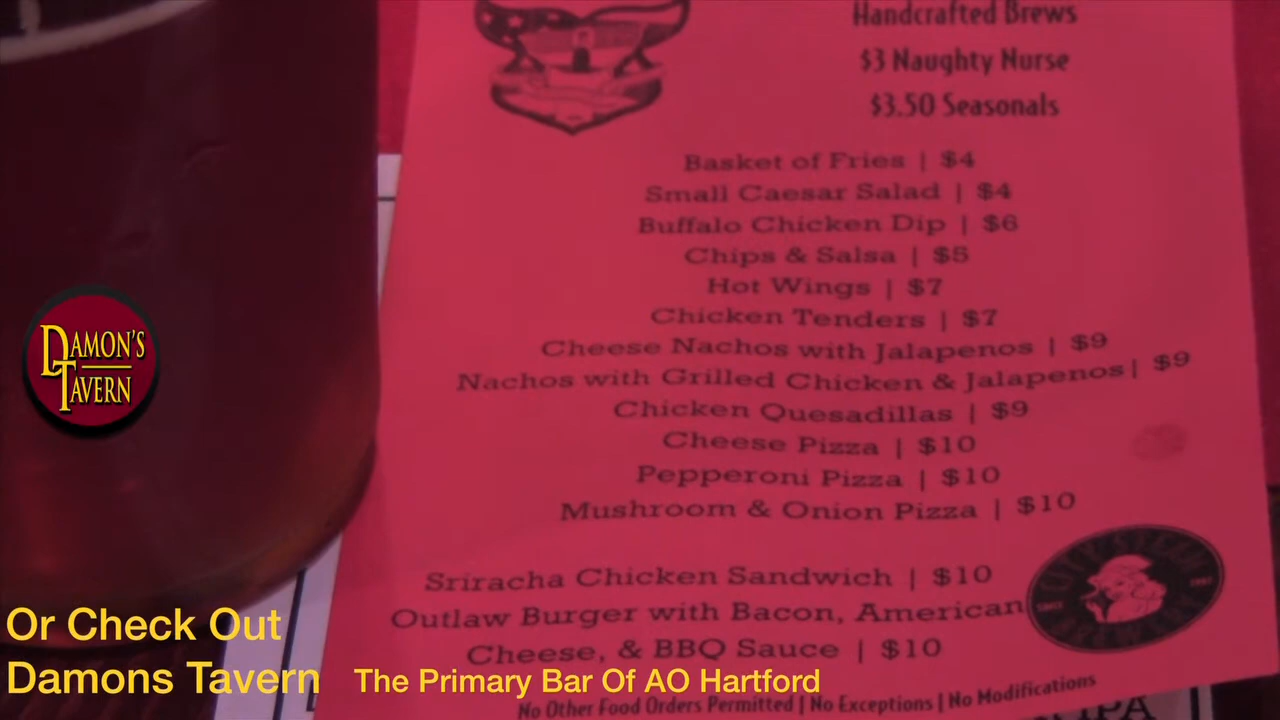 Handcrafted Brews
$3 Naughty Nurse
$3.50 Seasonals
Basket of Fries | $4
Small Caesar Salad | $4
Buffalo Chicken Dip | $6
Chips & Salsa | $5
Hot Wings | $7
Chicken Tenders | $7
Cheese Nachos with Jalapenos | $9
Nachos with Grilled Chicken & Jalapenos | $9
Chicken Quesadillas | $9
Cheese Pizza | $10
Pepperoni Pizza | $10
Mushroom & Onion Pizza | $10
Sriracha Chicken Sandwich | $10
Outlaw Burger with Bacon, American
Cheese, & BBQ Sauce | $10
No Other Food Orders Permitted | No Exceptions | No Modifications
CITY STEAM
BREWERY
IPA
DAMON'S
TAVERN
Or Check Out
Damons Tavern
The Primary Bar Of AO Hartford